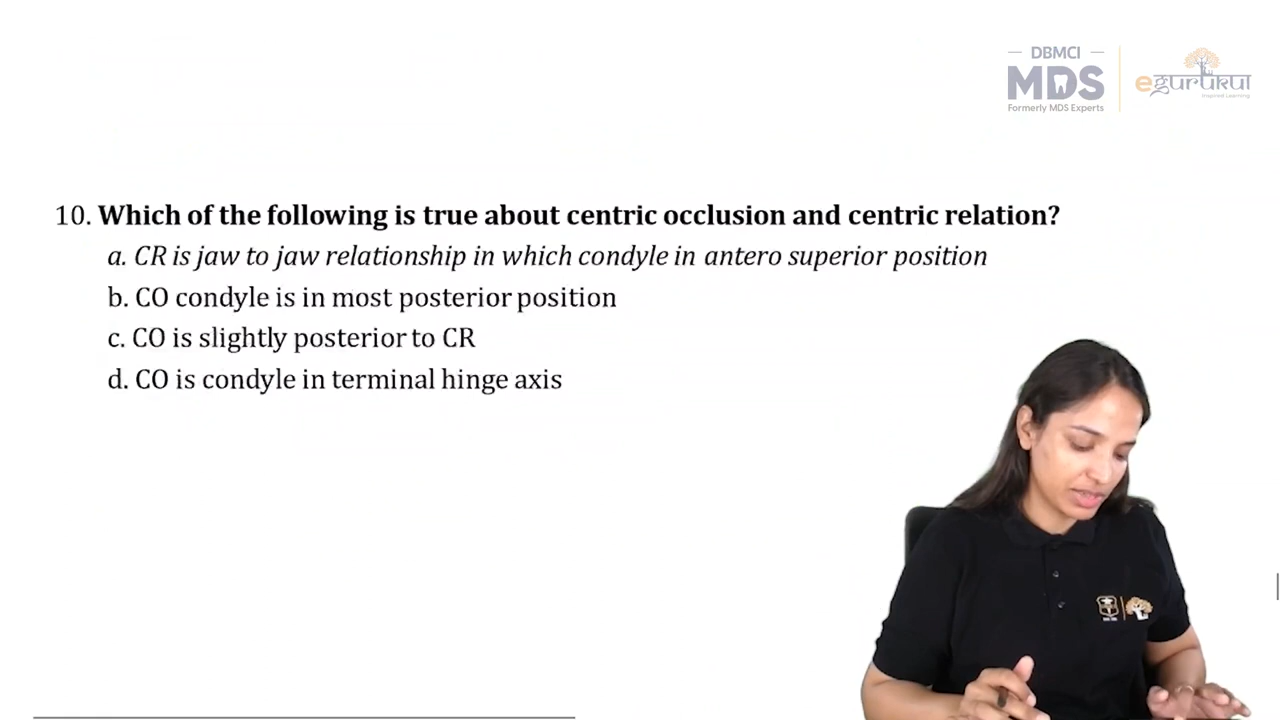 DBMCI
MDS
Formerly MDS Experts
egurukul
Inspired Learning
10. Which of the following is true about centric occlusion and centric relation?
a. CR is jaw to jaw relationship in which condyle in antero superior position
b. CO condyle is in most posterior position
c. CO is slightly posterior to CR
d. CO is condyle in terminal hinge axis